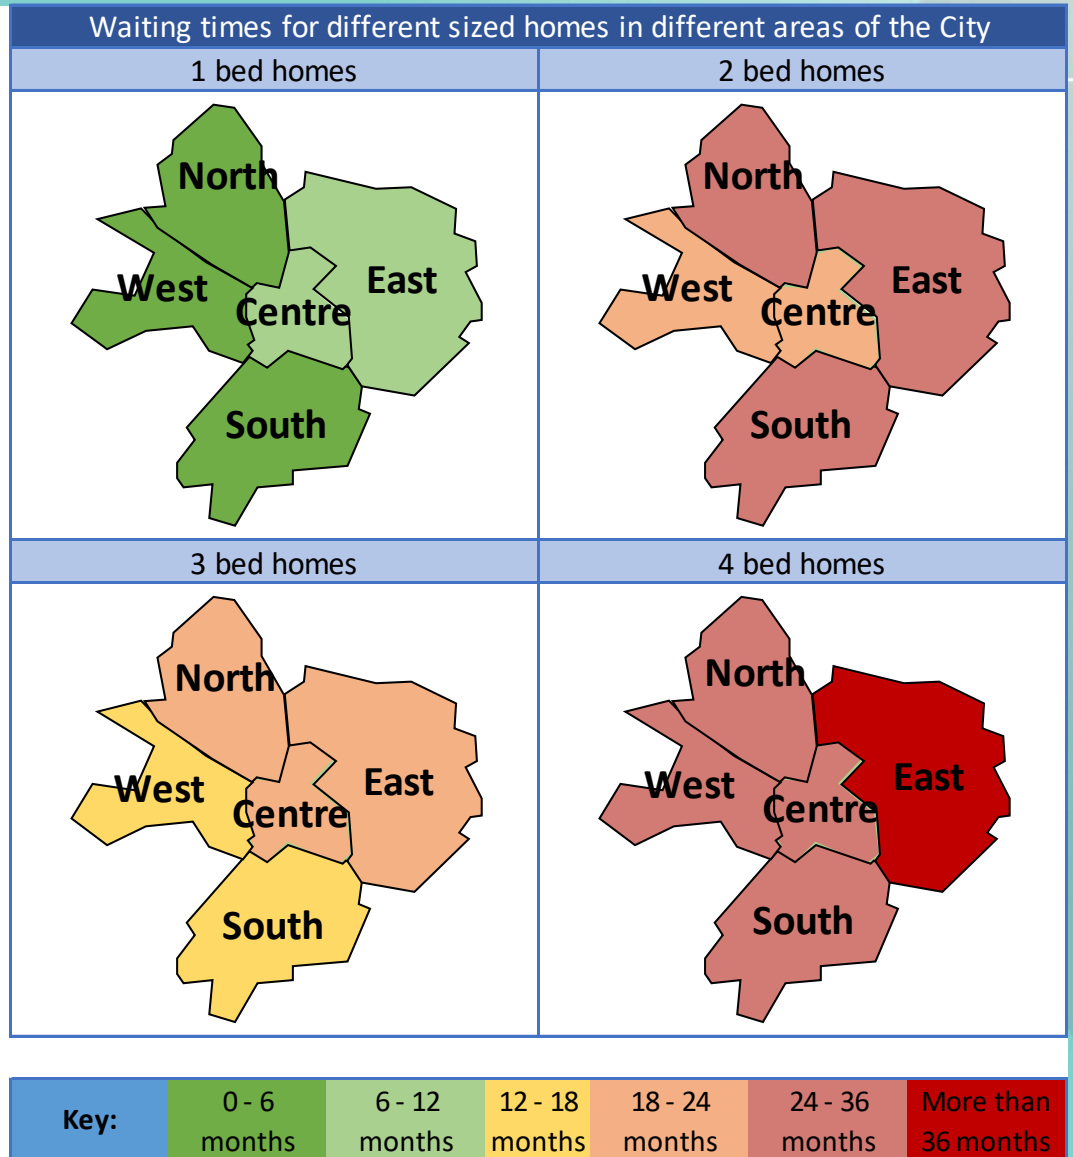 Waiting times for different sized homes in different areas of the City
1 bed homes
2 bed homes
North
East
West
Centre
South
North
East
West
Centre
South
3 bed homes
4 bed homes
North
East
West
Centre
South
North
East
West
Centre
South
Key:
0 - 6
months
6 - 12
months
12 - 18
months
18 - 24
months
24 - 36
months
More than
36 months